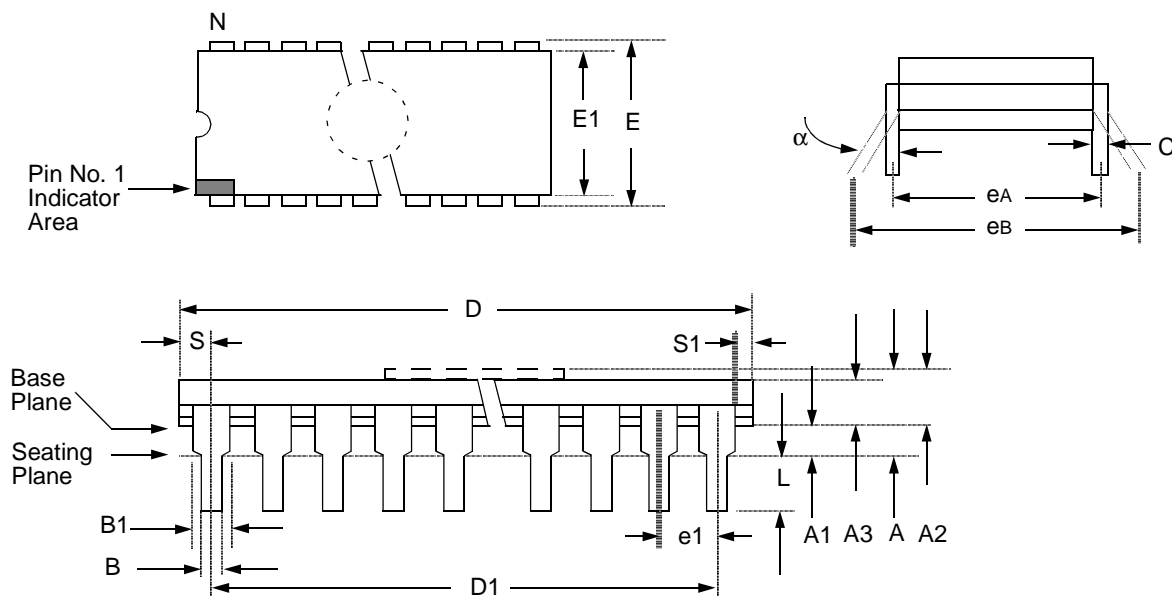 N
E1
E
Pin No. 1
Indicator
Area
α
C
eA
eB
D
S
S1
Base
Plane
Seating
Plane
L
B1
e1
A1
A3
A
A2
B
D1